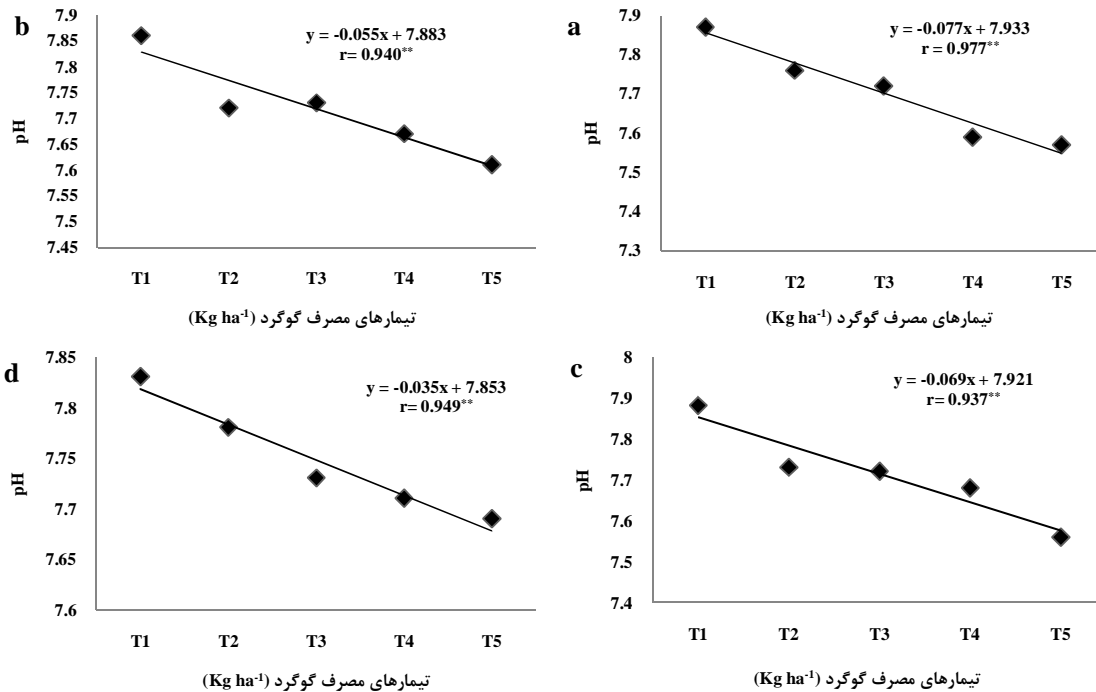 b
7.9
7.85
7.8
7.75
7.7
7.65
7.6
7.55
7.5
7.45
pH
y = -0.055x + 7.883
r= 0.940**
T1 T2 T3 T4 T5
تیمارهای مصرف گوگرد (Kg ha-1)
a
7.9
7.8
7.7
7.6
7.5
7.4
7.3
pH
y = -0.077x + 7.933
r = 0.977**
T1 T2 T3 T4 T5
تیمارهای مصرف گوگرد (Kg ha-1)
d
7.85
7.8
7.75
7.7
7.65
7.6
pH
y = -0.035x + 7.853
r= 0.949**
T1 T2 T3 T4 T5
تیمارهای مصرف گوگرد (Kg ha-1)
c
8
7.9
7.8
7.7
7.6
7.5
7.4
pH
y = -0.069x + 7.921
r = 0.937**
T1 T2 T3 T4 T5
تیمارهای مصرف گوگرد (Kg ha-1)